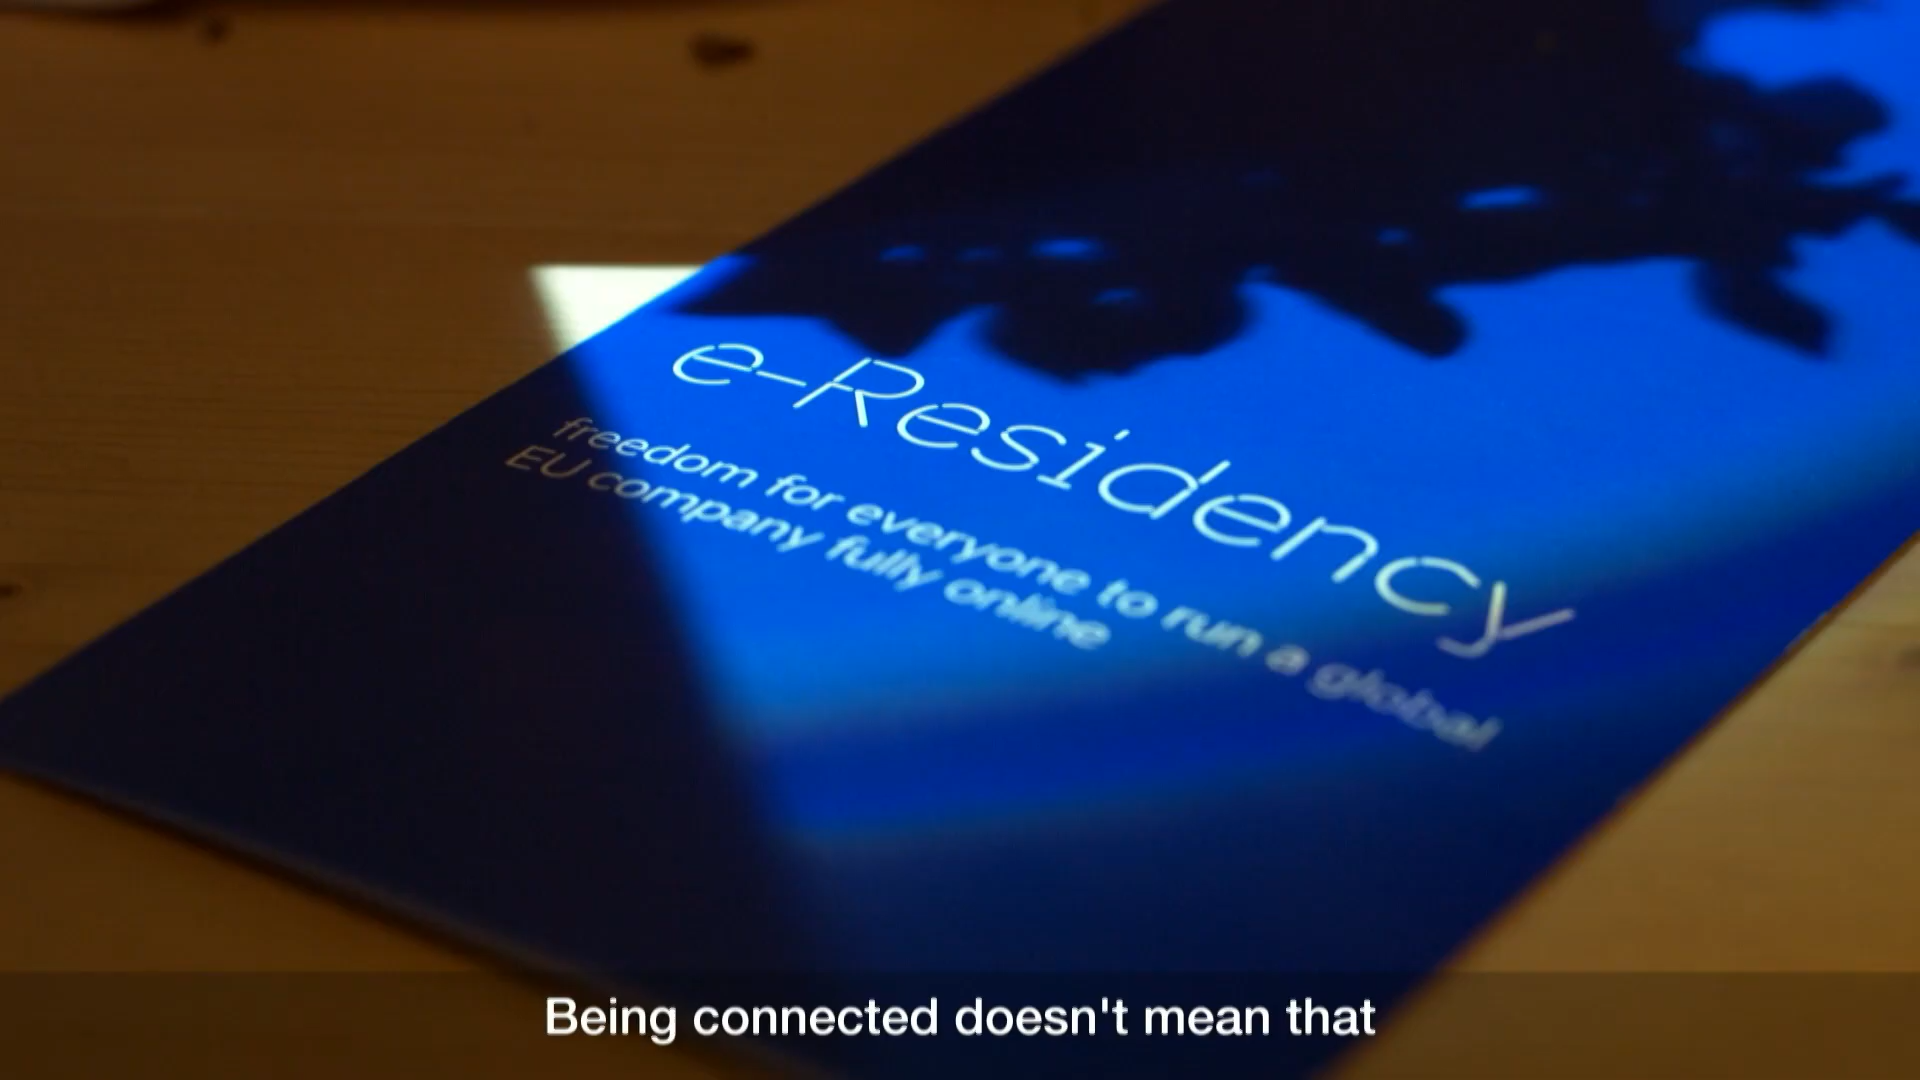 e-Residency
freedom for everyone to run a global
EU company fully online
Being connected doesn't mean that